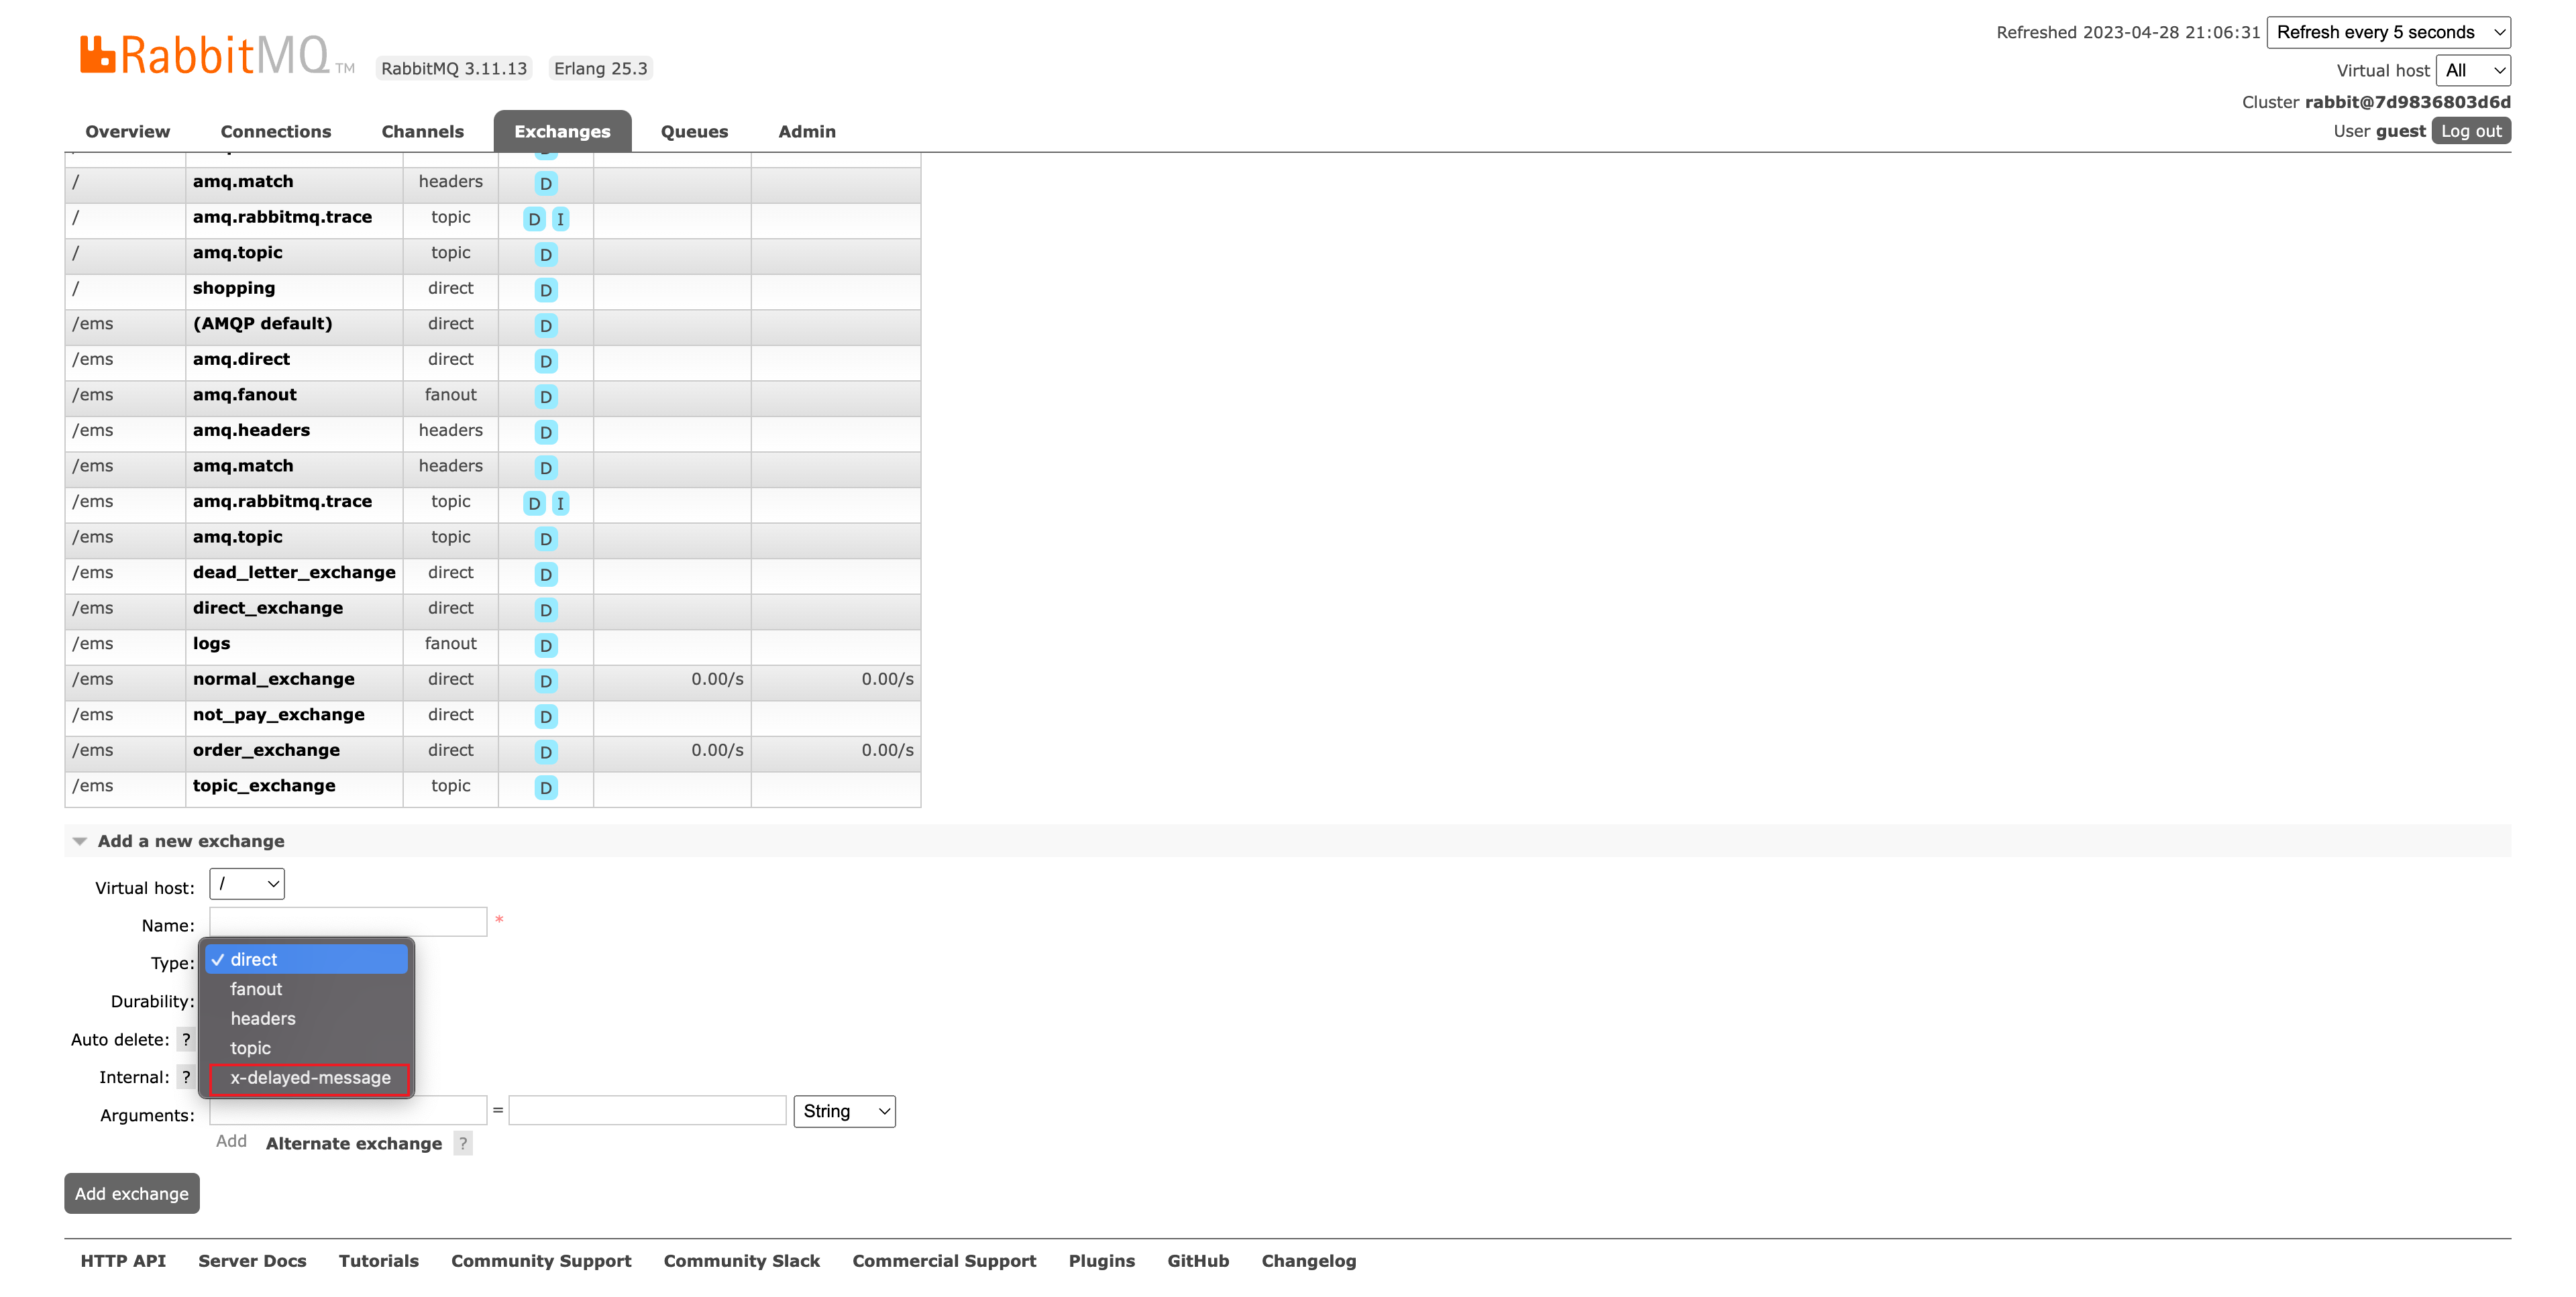 RabbitMQ TM RabbitMQ 3.11.13 Erlang 25.3
Refreshed 2023-04-28 21:06:31 Refresh every 5 seconds
Virtual host All
Cluster rabbit@7d9836803d6d
User guest Log out
Overview Connections Channels Exchanges Queues Admin
/ amq.match headers D
/ amq.rabbitmq.trace topic D I
/ amq.topic topic D
/ shopping direct D
/ems (AMQP default) direct D
/ems amq.direct direct D
/ems amq.fanout fanout D
/ems amq.headers headers D
/ems amq.match headers D
/ems amq.rabbitmq.trace topic D I
/ems amq.topic topic D
/ems dead_letter_exchange direct D
/ems direct_exchange direct D
/ems logs fanout D
/ems normal_exchange direct D 0.00/s 0.00/s
/ems not_pay_exchange direct D
/ems order_exchange direct D 0.00/s 0.00/s
/ems topic_exchange topic D
Add a new exchange
Virtual host: /
Name: *
Type: ✓ direct
fanout
Durability:
headers
Auto delete: ?
topic
Internal: ? x-delayed-message
Arguments: = String
Add Alternate exchange ?
Add exchange
HTTP API Server Docs Tutorials Community Support Community Slack Commercial Support Plugins GitHub Changelog